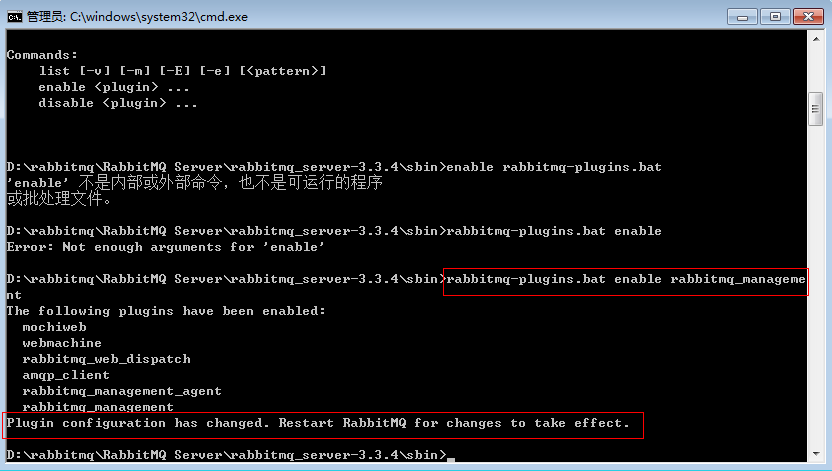 管理员: C:\windows\system32\cmd.exe
Commands:
    list [-v] [-m] [-E] [-e] [<pattern>]
    enable <plugin> ...
    disable <plugin> ...
D:\rabbitmq\RabbitMQ Server\rabbitmq_server-3.3.4\sbin>enable rabbitmq-plugins.bat
'enable' 不是内部或外部命令，也不是可运行的程序
或批处理文件。
D:\rabbitmq\RabbitMQ Server\rabbitmq_server-3.3.4\sbin>rabbitmq-plugins.bat enable
Error: Not enough arguments for 'enable'
D:\rabbitmq\RabbitMQ Server\rabbitmq_server-3.3.4\sbin>rabbitmq-plugins.bat enable rabbitmq_manageme
nt
The following plugins have been enabled:
  mochiweb
  webmachine
  rabbitmq_web_dispatch
  amqp_client
  rabbitmq_management_agent
  rabbitmq_management
Plugin configuration has changed. Restart RabbitMQ for changes to take effect.
D:\rabbitmq\RabbitMQ Server\rabbitmq_server-3.3.4\sbin>